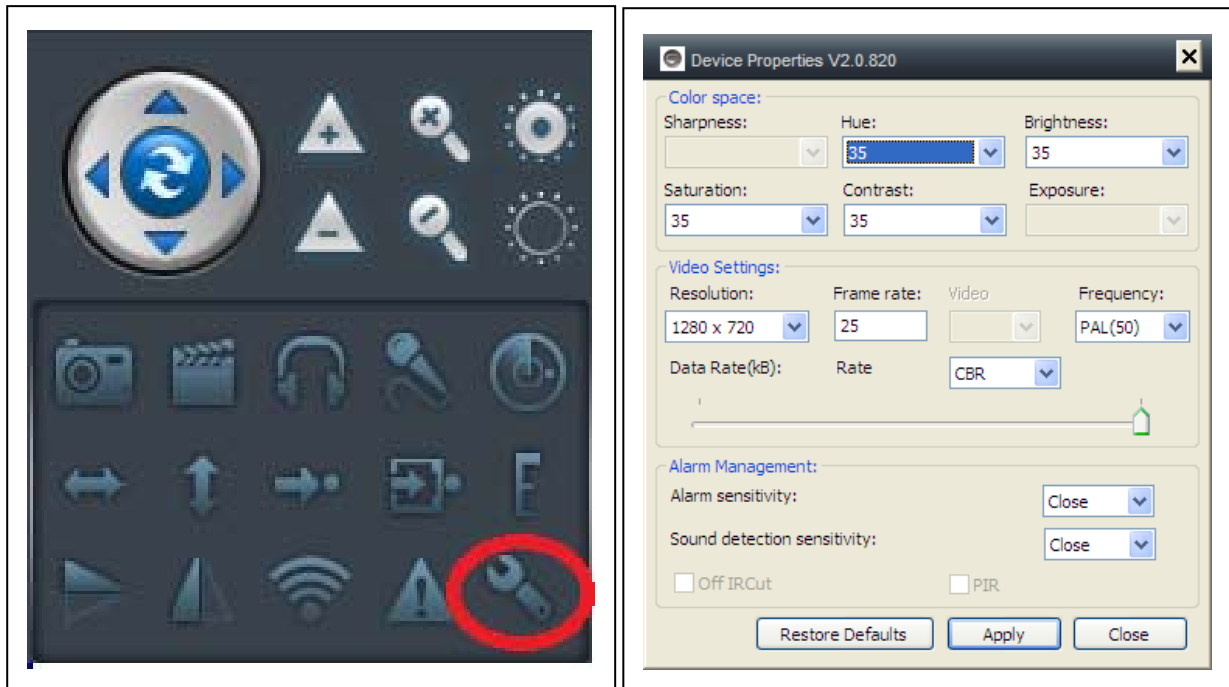 Device Properties V2.0.820
Color space:
Sharpness: Hue: Brightness:
35 35
Saturation: Contrast: Exposure:
35 35
Video Settings:
Resolution: Frame rate: Video Frequency:
1280 x 720 25 PAL(50)
Data Rate(kB): Rate CBR
Alarm Management:
Alarm sensitivity: Close
Sound detection sensitivity: Close
Off IRCut PIR
Restore Defaults Apply Close